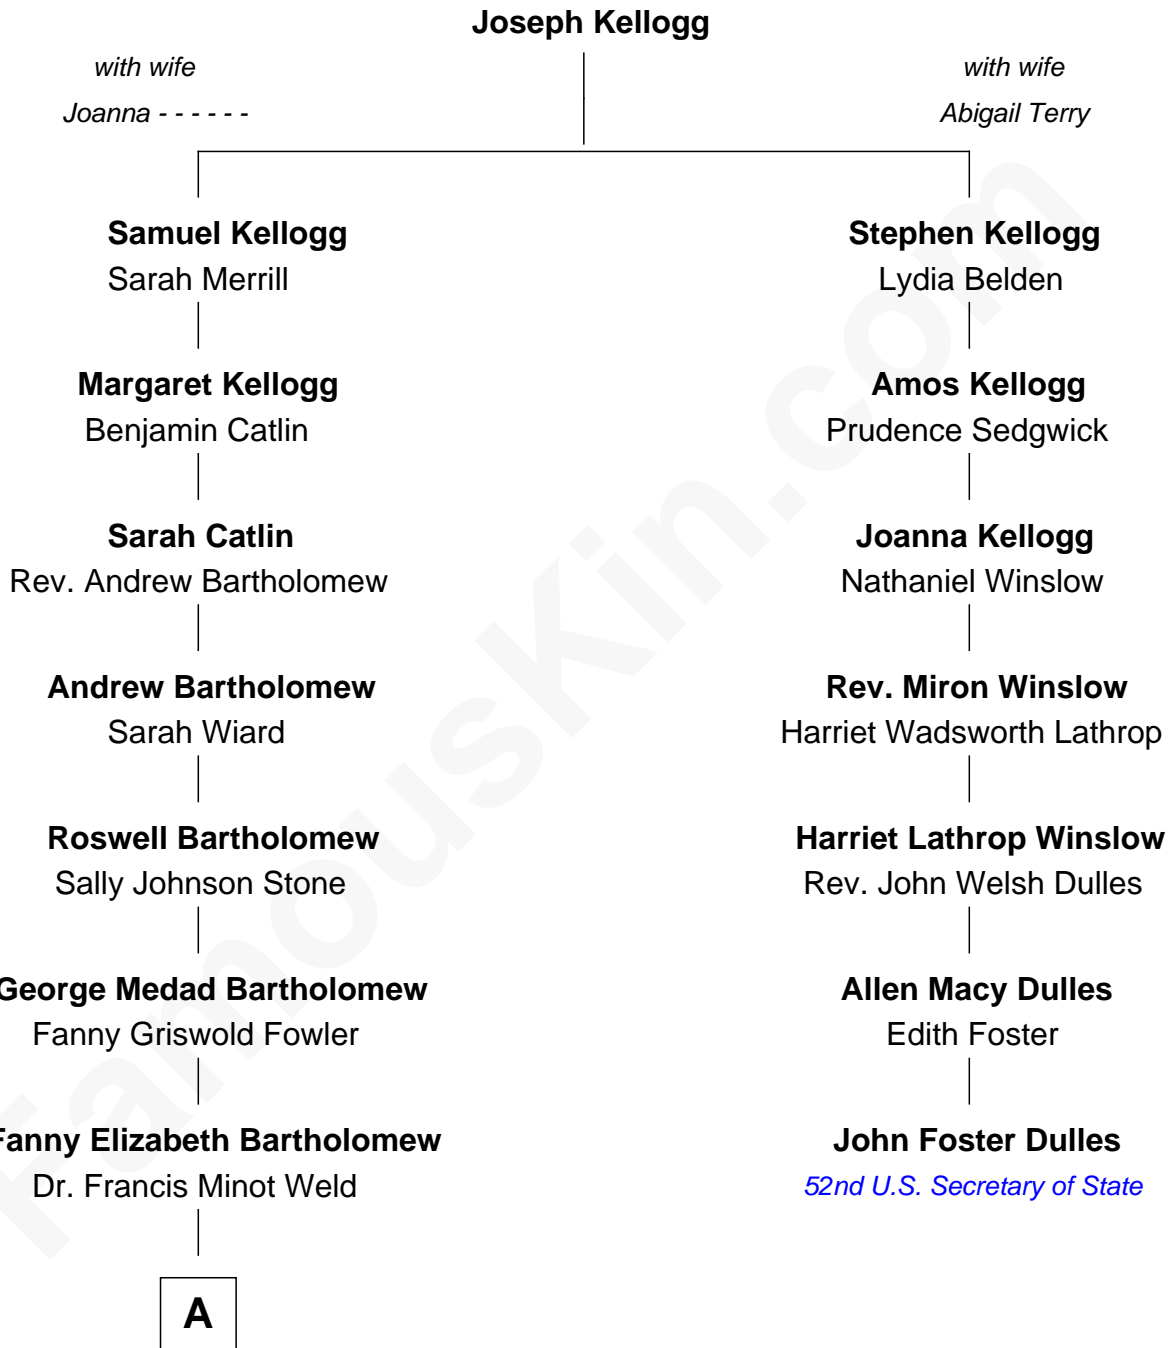 Joseph Kellogg
with wife
Joanna - - - - - -
with wife
Abigail Terry
Samuel Kellogg
Sarah Merrill
Stephen Kellogg
Lydia Belden
Margaret Kellogg
Benjamin Catlin
Amos Kellogg
Prudence Sedgwick
Sarah Catlin
Rev. Andrew Bartholomew
Joanna Kellogg
Nathaniel Winslow
Andrew Bartholomew
Sarah Wiard
Rev. Miron Winslow
Harriet Wadsworth Lathrop
Roswell Bartholomew
Sally Johnson Stone
Harriet Lathrop Winslow
Rev. John Welsh Dulles
George Medad Bartholomew
Fanny Griswold Fowler
Allen Macy Dulles
Edith Foster
Fanny Elizabeth Bartholomew
Dr. Francis Minot Weld
John Foster Dulles
52nd U.S. Secretary of State
A
FamousKin.com